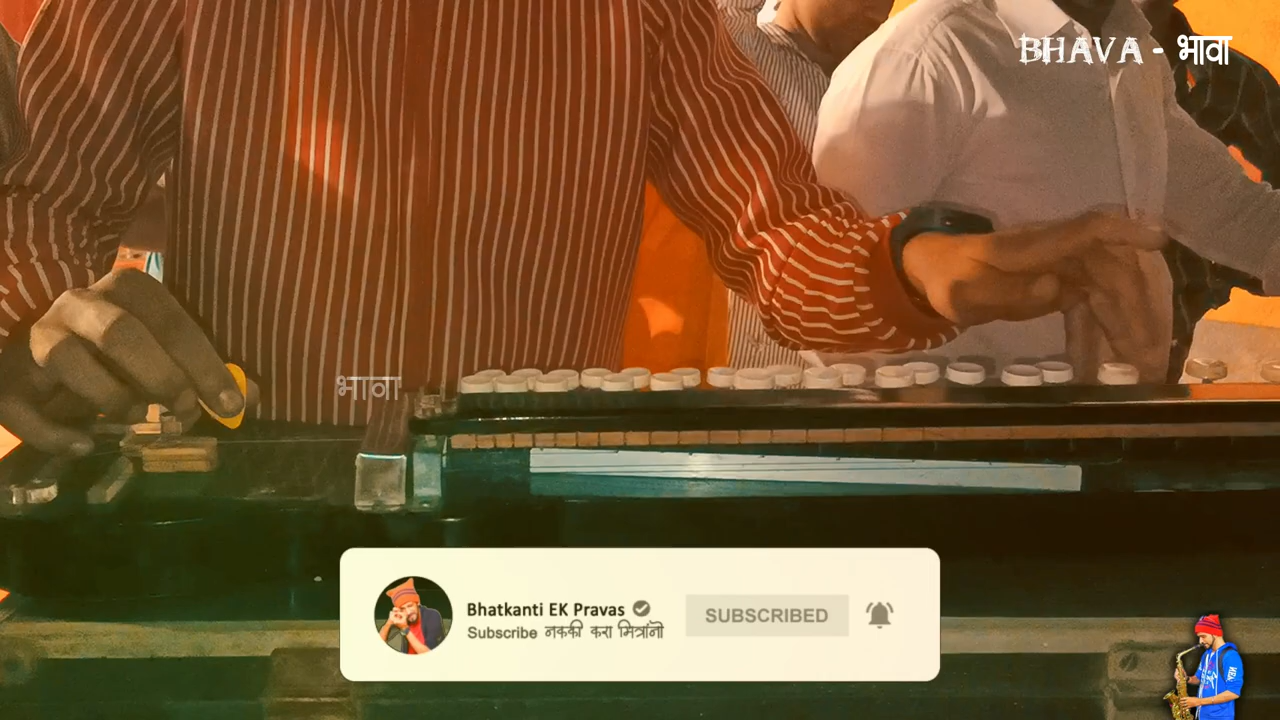 BHAVA - भावा
भावा
Bhatkanti EK Pravas
Subscribe नक्की करा मित्रांनो
SUBSCRIBED